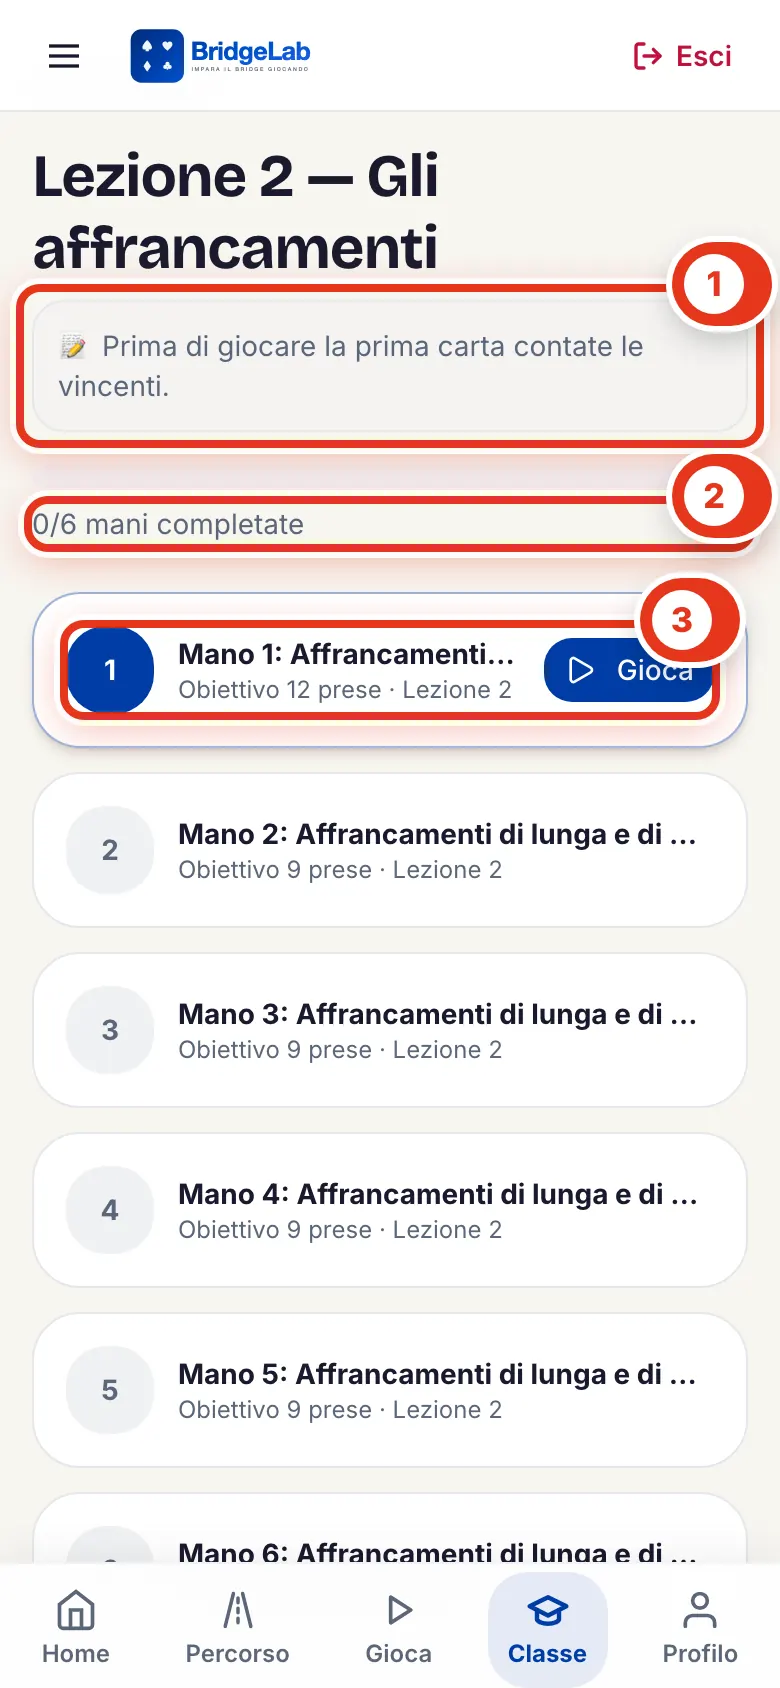 BridgeLab
IMPARA IL BRIDGE GIOCANDO
Esci
Lezione 2 — Gli
affrancamenti
1
Prima di giocare la prima carta contate le
vincenti.
2
0/6 mani completate
3
1
Mano 1: Affrancamenti...
Obiettivo 12 prese · Lezione 2
Gioca
2
Mano 2: Affrancamenti di lunga e di ...
Obiettivo 9 prese · Lezione 2
3
Mano 3: Affrancamenti di lunga e di ...
Obiettivo 9 prese · Lezione 2
4
Mano 4: Affrancamenti di lunga e di ...
Obiettivo 9 prese · Lezione 2
5
Mano 5: Affrancamenti di lunga e di ...
Obiettivo 9 prese · Lezione 2
Mano 6: Affrancamenti di lunga e di ...
Home
Percorso
Gioca
Classe
Profilo